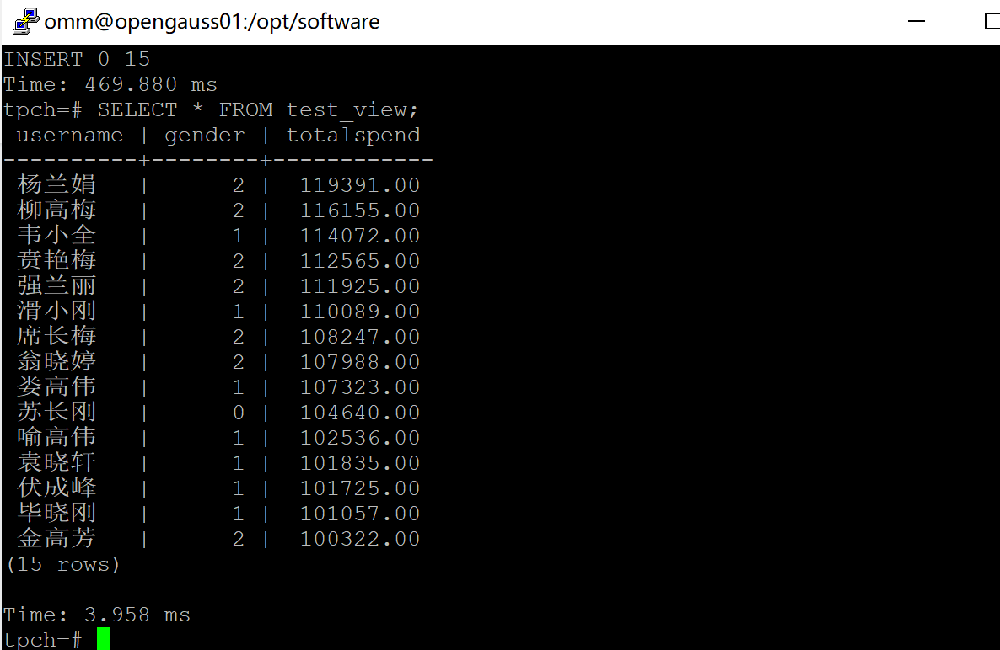 omm@opengauss01:/opt/software
INSERT 0 15
Time: 469.880 ms
tpch=# SELECT * FROM test_view;
 username | gender | totalspend
----------+--------+------------
 杨兰娟   |      2 |  119391.00
 柳高梅   |      2 |  116155.00
 韦小全   |      1 |  114072.00
 贲艳梅   |      2 |  112565.00
 强兰丽   |      2 |  111925.00
 滑小刚   |      1 |  110089.00
 席长梅   |      2 |  108247.00
 翁晓婷   |      2 |  107988.00
 娄高伟   |      1 |  107323.00
 苏长刚   |      0 |  104640.00
 喻高伟   |      1 |  102536.00
 袁晓轩   |      1 |  101835.00
 伏成峰   |      1 |  101725.00
 毕晓刚   |      1 |  101057.00
 金高芳   |      2 |  100322.00
(15 rows)
Time: 3.958 ms
tpch=#